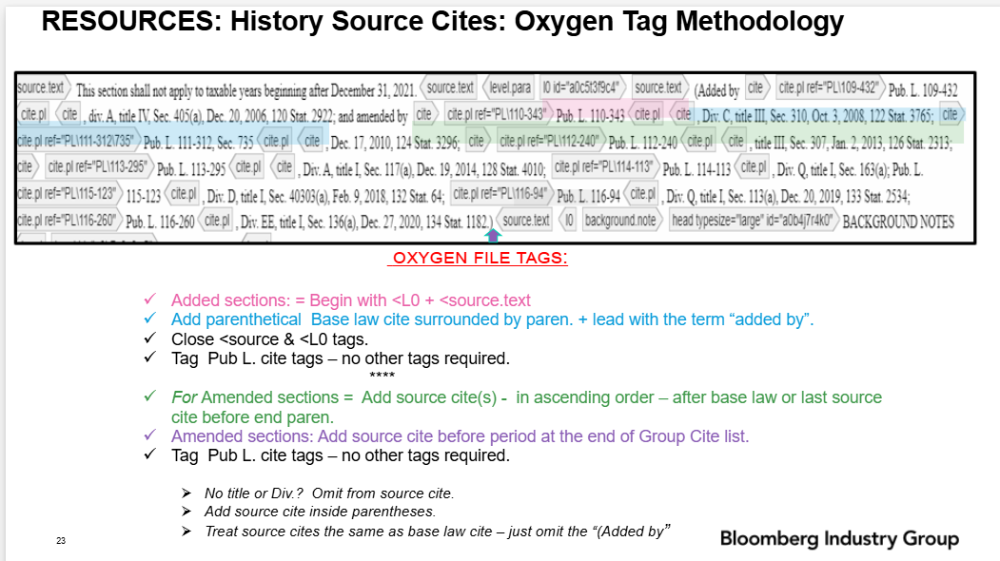 RESOURCES: History Source Cites: Oxygen Tag Methodology
source.text This section shall not apply to taxable years beginning after December 31, 2021. source.text level.para l0 id="a0c5t3f9c4" source.text (Added by cite cite.pl ref="PL\109-432" Pub. L. 109-432
cite.pl cite , div. A, title IV, Sec. 405(a), Dec. 20, 2006, 120 Stat. 2922; and amended by cite cite.pl ref="PL\110-343" Pub. L. 110-343 cite.pl cite , Div. C, title III, Sec. 310, Oct. 3, 2008, 122 Stat. 3765; cite
cite.pl ref="PL\111-312\735" Pub. L. 111-312, Sec. 735 cite.pl cite , Dec. 17, 2010, 124 Stat. 3296; cite cite.pl ref="PL\112-240" Pub. L. 112-240 cite.pl cite , title III, Sec. 307, Jan. 2, 2013, 126 Stat. 2313;
cite cite.pl ref="PL\113-295" Pub. L. 113-295 cite.pl cite , Div. A, title I, Sec. 117(a), Dec. 19, 2014, 128 Stat. 4010; cite.pl ref="PL\114-113" Pub. L. 114-113 cite.pl , Div. Q, title I, Sec. 163(a); Pub. L.
cite.pl ref="PL\115-123" 115-123 cite.pl , Div. D, title I, Sec. 40303(a), Feb. 9, 2018, 132 Stat. 64; cite.pl ref="PL\116-94" Pub. L. 116-94 cite.pl , Div. Q, title I, Sec. 113(a), Dec. 20, 2019, 133 Stat. 2534;
cite.pl ref="PL\116-260" Pub. L. 116-260 cite.pl , Div. EE, title I, Sec. 136(a), Dec. 27, 2020, 134 Stat. 1182.) source.text l0 background.note head typesize="large" id="a0b4j7r4k0" BACKGROUND NOTES
OXYGEN FILE TAGS:
✓ Added sections: = Begin with <L0 + <source.text
✓ Add parenthetical Base law cite surrounded by paren. + lead with the term “added by”.
✓ Close <source & <L0 tags.
✓ Tag Pub L. cite tags – no other tags required.
****
✓ For Amended sections = Add source cite(s) - in ascending order – after base law or last source
cite before end paren.
✓ Amended sections: Add source cite before period at the end of Group Cite list.
✓ Tag Pub L. cite tags – no other tags required.
➢ No title or Div.? Omit from source cite.
➢ Add source cite inside parentheses.
➢ Treat source cites the same as base law cite – just omit the “(Added by”
23
Bloomberg Industry Group